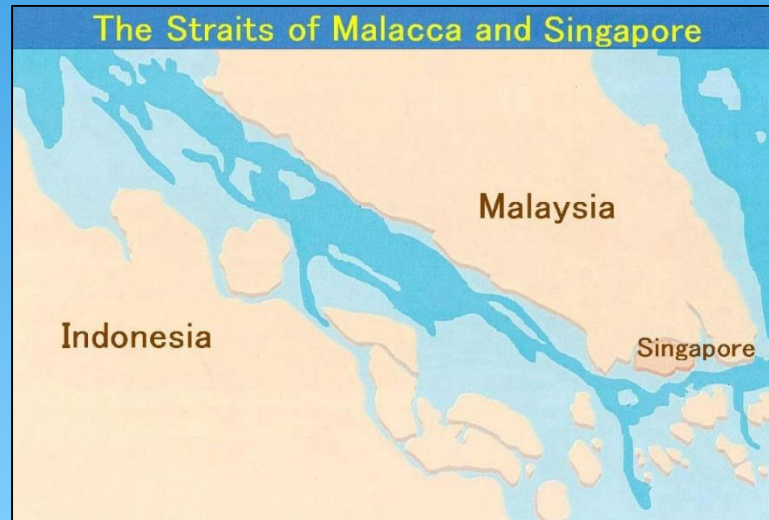 The Straits of Malacca and Singapore
Malaysia
Indonesia
Singapore